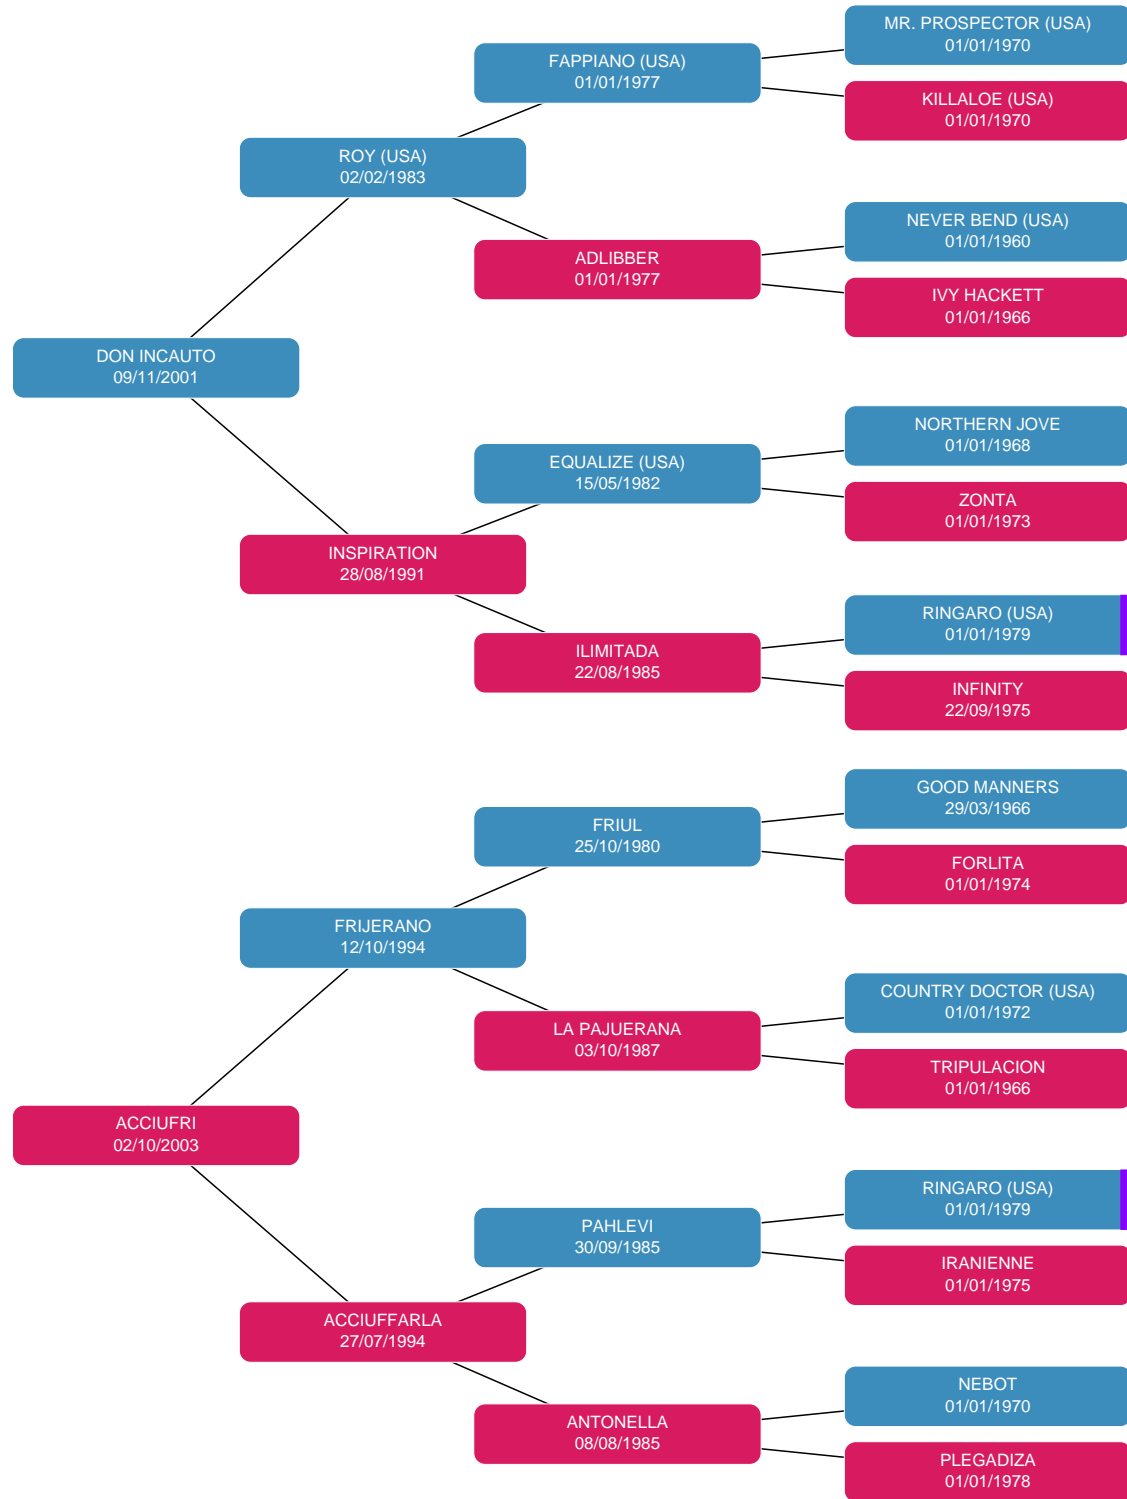 MR. PROSPECTOR (USA)
01/01/1970
FAPPIANO (USA)
01/01/1977
KILLALOE (USA)
01/01/1970
ROY (USA)
02/02/1983
NEVER BEND (USA)
01/01/1960
ADLIBBER
01/01/1977
IVY HACKETT
01/01/1966
DON INCAUTO
09/11/2001
NORTHERN JOVE
01/01/1968
EQUALIZE (USA)
15/05/1982
ZONTA
01/01/1973
INSPIRATION
28/08/1991
RINGARO (USA)
01/01/1979
ILIMITADA
22/08/1985
INFINITY
22/09/1975
GOOD MANNERS
29/03/1966
FRIUL
25/10/1980
FORLITA
01/01/1974
FRIJERANO
12/10/1994
COUNTRY DOCTOR (USA)
01/01/1972
LA PAJUERANA
03/10/1987
TRIPULACION
01/01/1966
ACCIUFRI
02/10/2003
RINGARO (USA)
01/01/1979
PAHLEVI
30/09/1985
IRANIENNE
01/01/1975
ACCIUFFARLA
27/07/1994
NEBOT
01/01/1970
ANTONELLA
08/08/1985
PLEGADIZA
01/01/1978